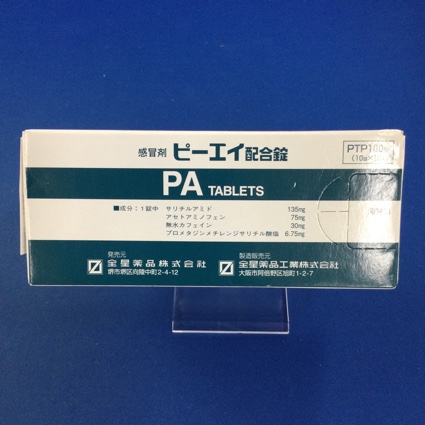 感冒剤 ピーエイ配合錠
PTP100
(10錠×10)
PA TABLETS
■成分:1錠中 サリチルアミド 135mg
アセトアミノフェン 75mg
無水カフェイン 30mg
プロメタジンメチレンジサリチル酸塩 6.75mg
発売元
全星薬品株式会社
堺市堺区向陵中町2-4-12
製造販売元
全星薬品工業株式会社
大阪市阿倍野区旭町1-2-7